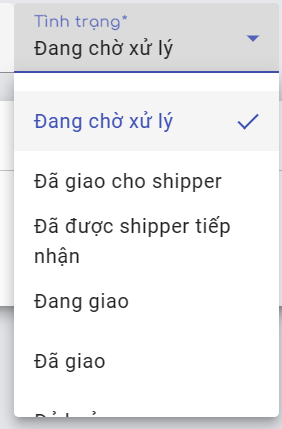 Tình trạng*
Đang chờ xử lý
Đang chờ xử lý
Đã giao cho shipper
Đã được shipper tiếp
nhận
Đang giao
Đã giao